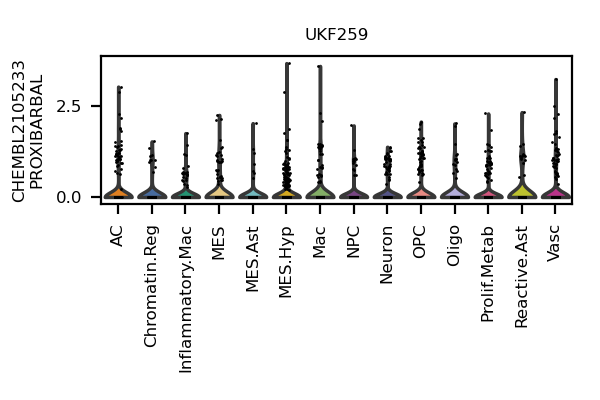 UKF259
CHEMBL2105233
PROXIBARBAL
2.5
0.0
AC
Chromatin.Reg
Inflammatory.Mac
MES
MES.Ast
MES.Hyp
Mac
NPC
Neuron
OPC
Oligo
Prolif.Metab
Reactive.Ast
Vasc